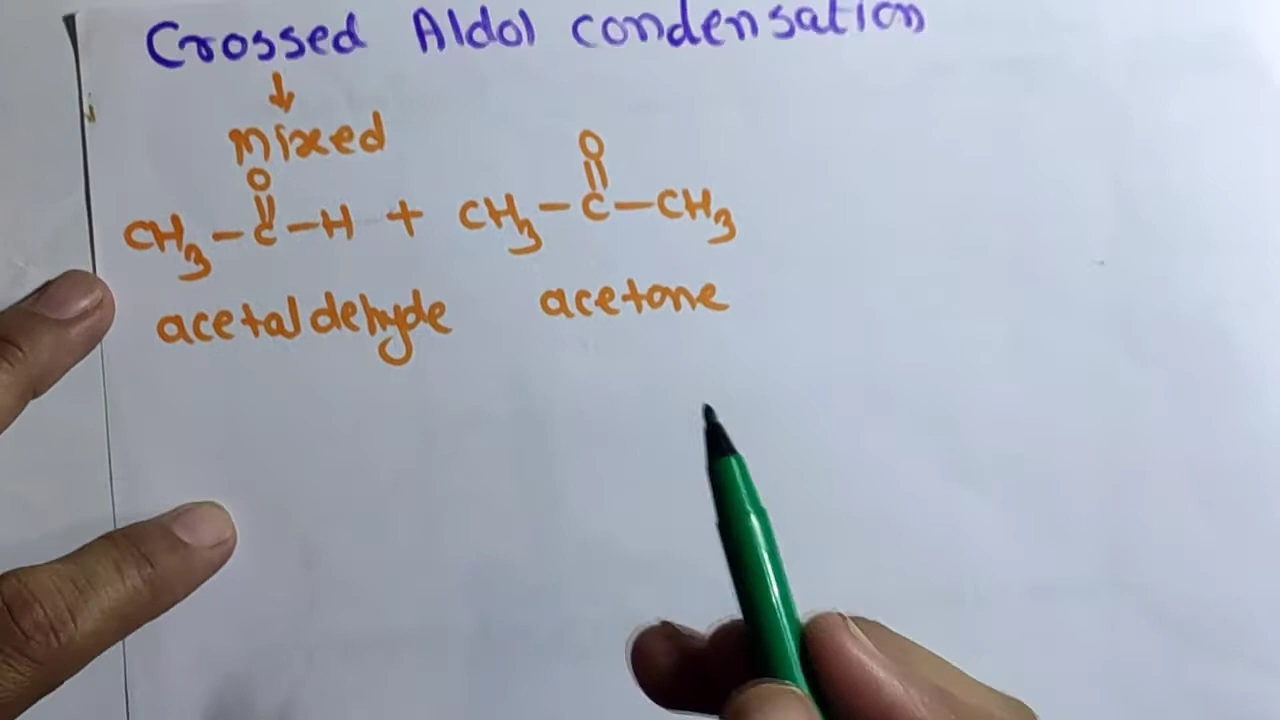 Crossed Aldol condensation
↓
Mixed
O O
|| ||
CH3-C-H + CH3-C-CH3
acetaldehyde acetone